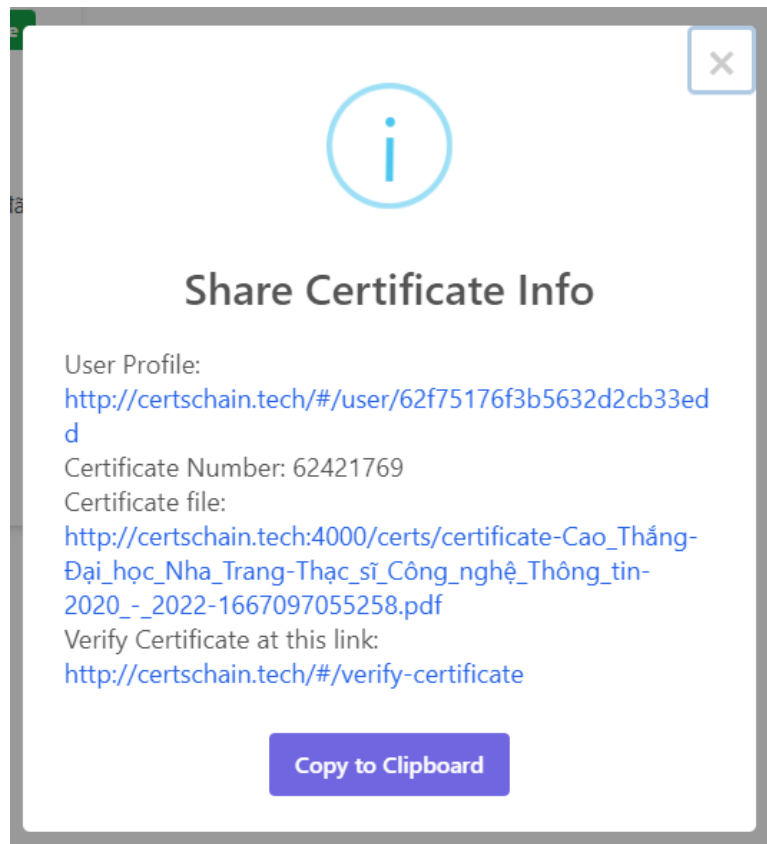 e
đã
×
Share Certificate Info
User Profile:
http://certschain.tech/#/user/62f75176f3b5632d2cb33ed
d
Certificate Number: 62421769
Certificate file:
http://certschain.tech:4000/certs/certificate-Cao_Thắng-
Đại_học_Nha_Trang-Thạc_sĩ_Công_nghệ_Thông_tin-
2020_-_2022-1667097055258.pdf
Verify Certificate at this link:
http://certschain.tech/#/verify-certificate
Copy to Clipboard